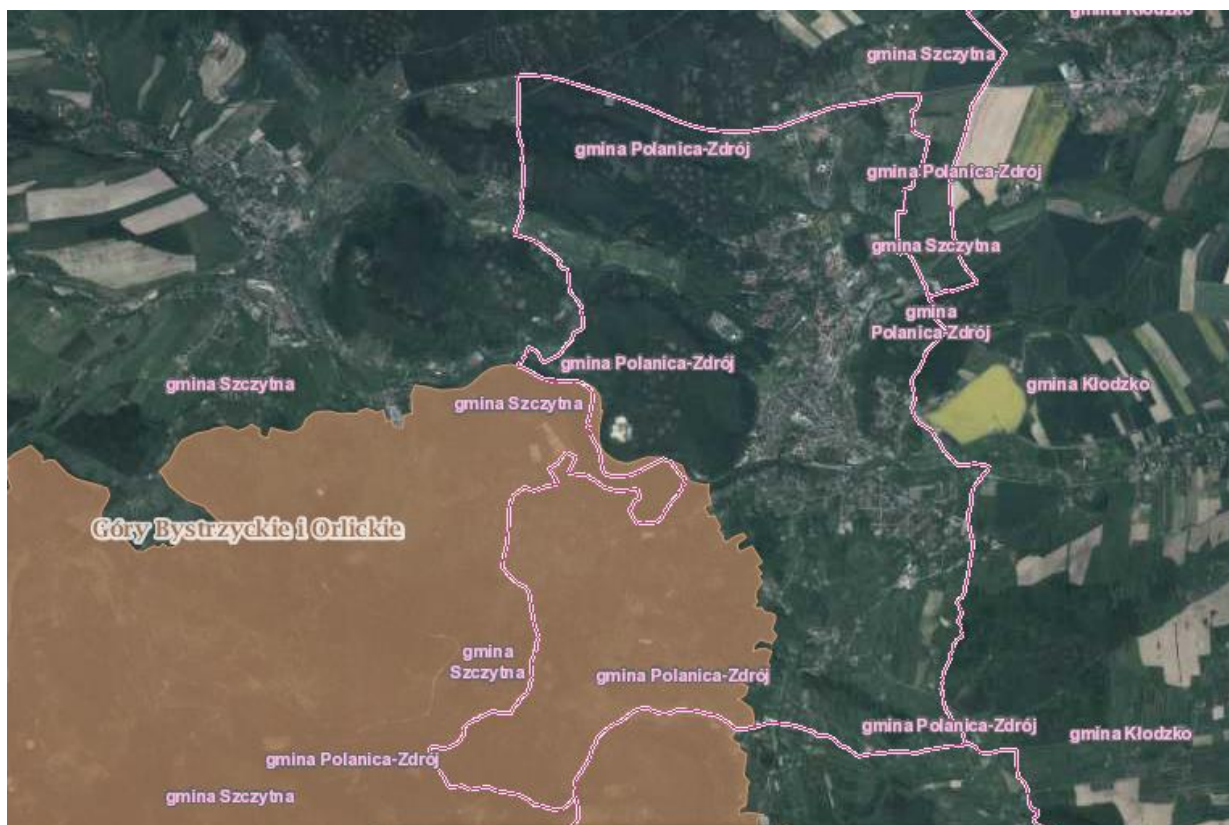 gmina Kłodzko
gmina Szczytna
gmina Polanica-Zdrój
gmina Polanica-Zdrój
gmina Szczytna
gmina
Polanica-Zdrój
gmina Polanica-Zdrój
gmina Szczytna
gmina Kłodzko
gmina Szczytna
Góry Bystrzyckie i Orlickie
gmina
Szczytna
gmina Polanica-Zdrój
gmina Polanica-Zdrój
gmina Kłodzko
gmina Polanica-Zdrój
gmina Szczytna